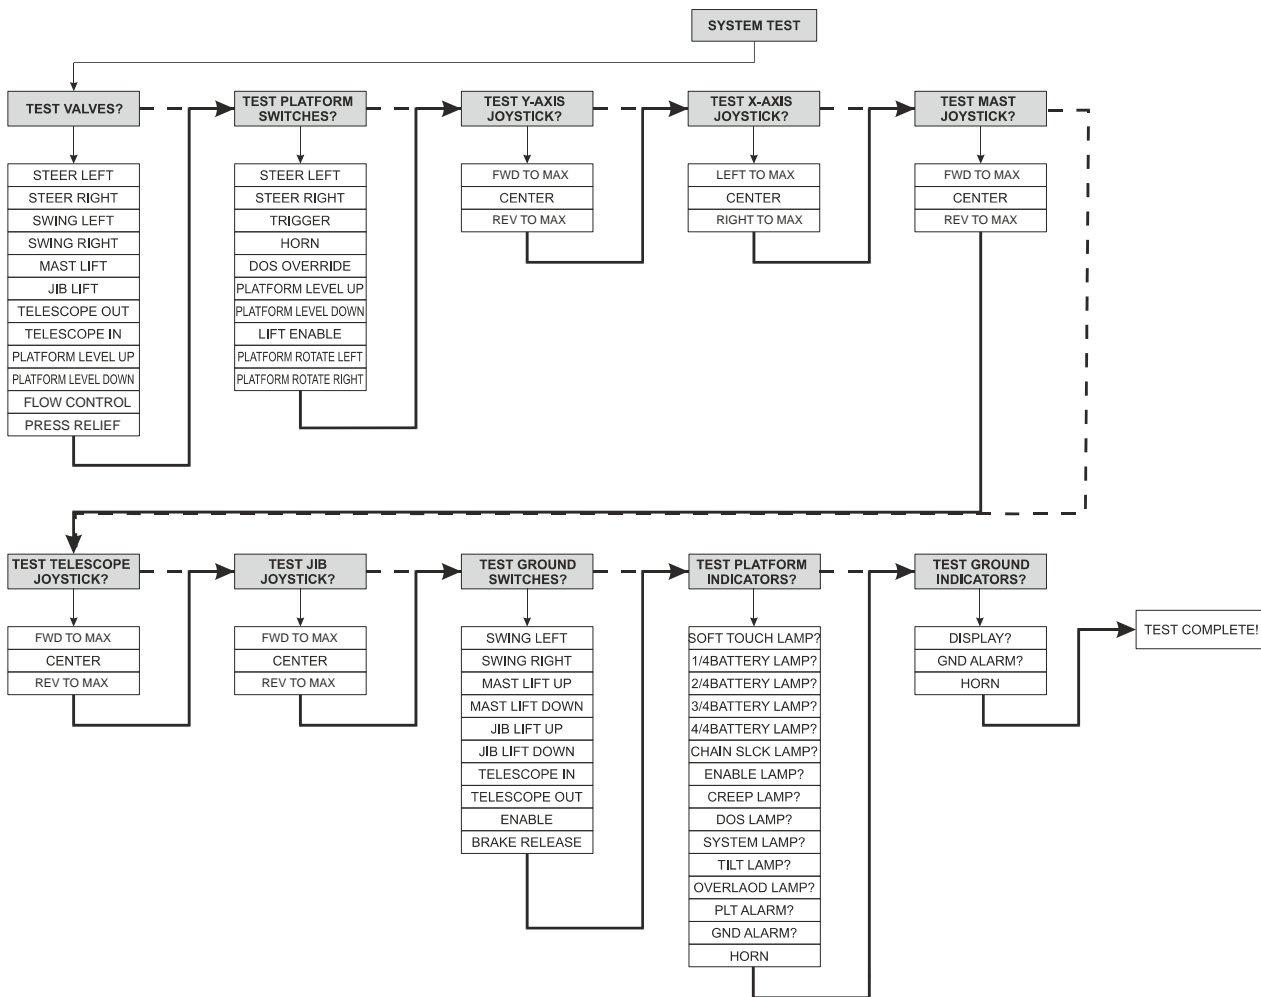 SYSTEM TEST
TEST VALVES?
STEER LEFT
STEER RIGHT
SWING LEFT
SWING RIGHT
MAST LIFT
JIB LIFT
TELESCOPE OUT
TELESCOPE IN
PLATFORM LEVEL UP
PLATFORM LEVEL DOWN
FLOW CONTROL
PRESS RELIEF
TEST PLATFORM
SWITCHES?
STEER LEFT
STEER RIGHT
TRIGGER
HORN
DOS OVERRIDE
PLATFORM LEVEL UP
PLATFORM LEVEL DOWN
LIFT ENABLE
PLATFORM ROTATE LEFT
PLATFORM ROTATE RIGHT
TEST Y-AXIS
JOYSTICK?
FWD TO MAX
CENTER
REV TO MAX
TEST X-AXIS
JOYSTICK?
LEFT TO MAX
CENTER
RIGHT TO MAX
TEST MAST
JOYSTICK?
FWD TO MAX
CENTER
REV TO MAX
TEST TELESCOPE
JOYSTICK?
FWD TO MAX
CENTER
REV TO MAX
TEST JIB
JOYSTICK?
FWD TO MAX
CENTER
REV TO MAX
TEST GROUND
SWITCHES?
SWING LEFT
SWING RIGHT
MAST LIFT UP
MAST LIFT DOWN
JIB LIFT UP
JIB LIFT DOWN
TELESCOPE IN
TELESCOPE OUT
ENABLE
BRAKE RELEASE
TEST PLATFORM
INDICATORS?
SOFT TOUCH LAMP?
1/4BATTERY LAMP?
2/4BATTERY LAMP?
3/4BATTERY LAMP?
4/4BATTERY LAMP?
CHAIN SLCK LAMP?
ENABLE LAMP?
CREEP LAMP?
DOS LAMP?
SYSTEM LAMP?
TILT LAMP?
OVERLAOD LAMP?
PLT ALARM?
GND ALARM?
HORN
TEST GROUND
INDICATORS?
DISPLAY?
GND ALARM?
HORN
TEST COMPLETE!